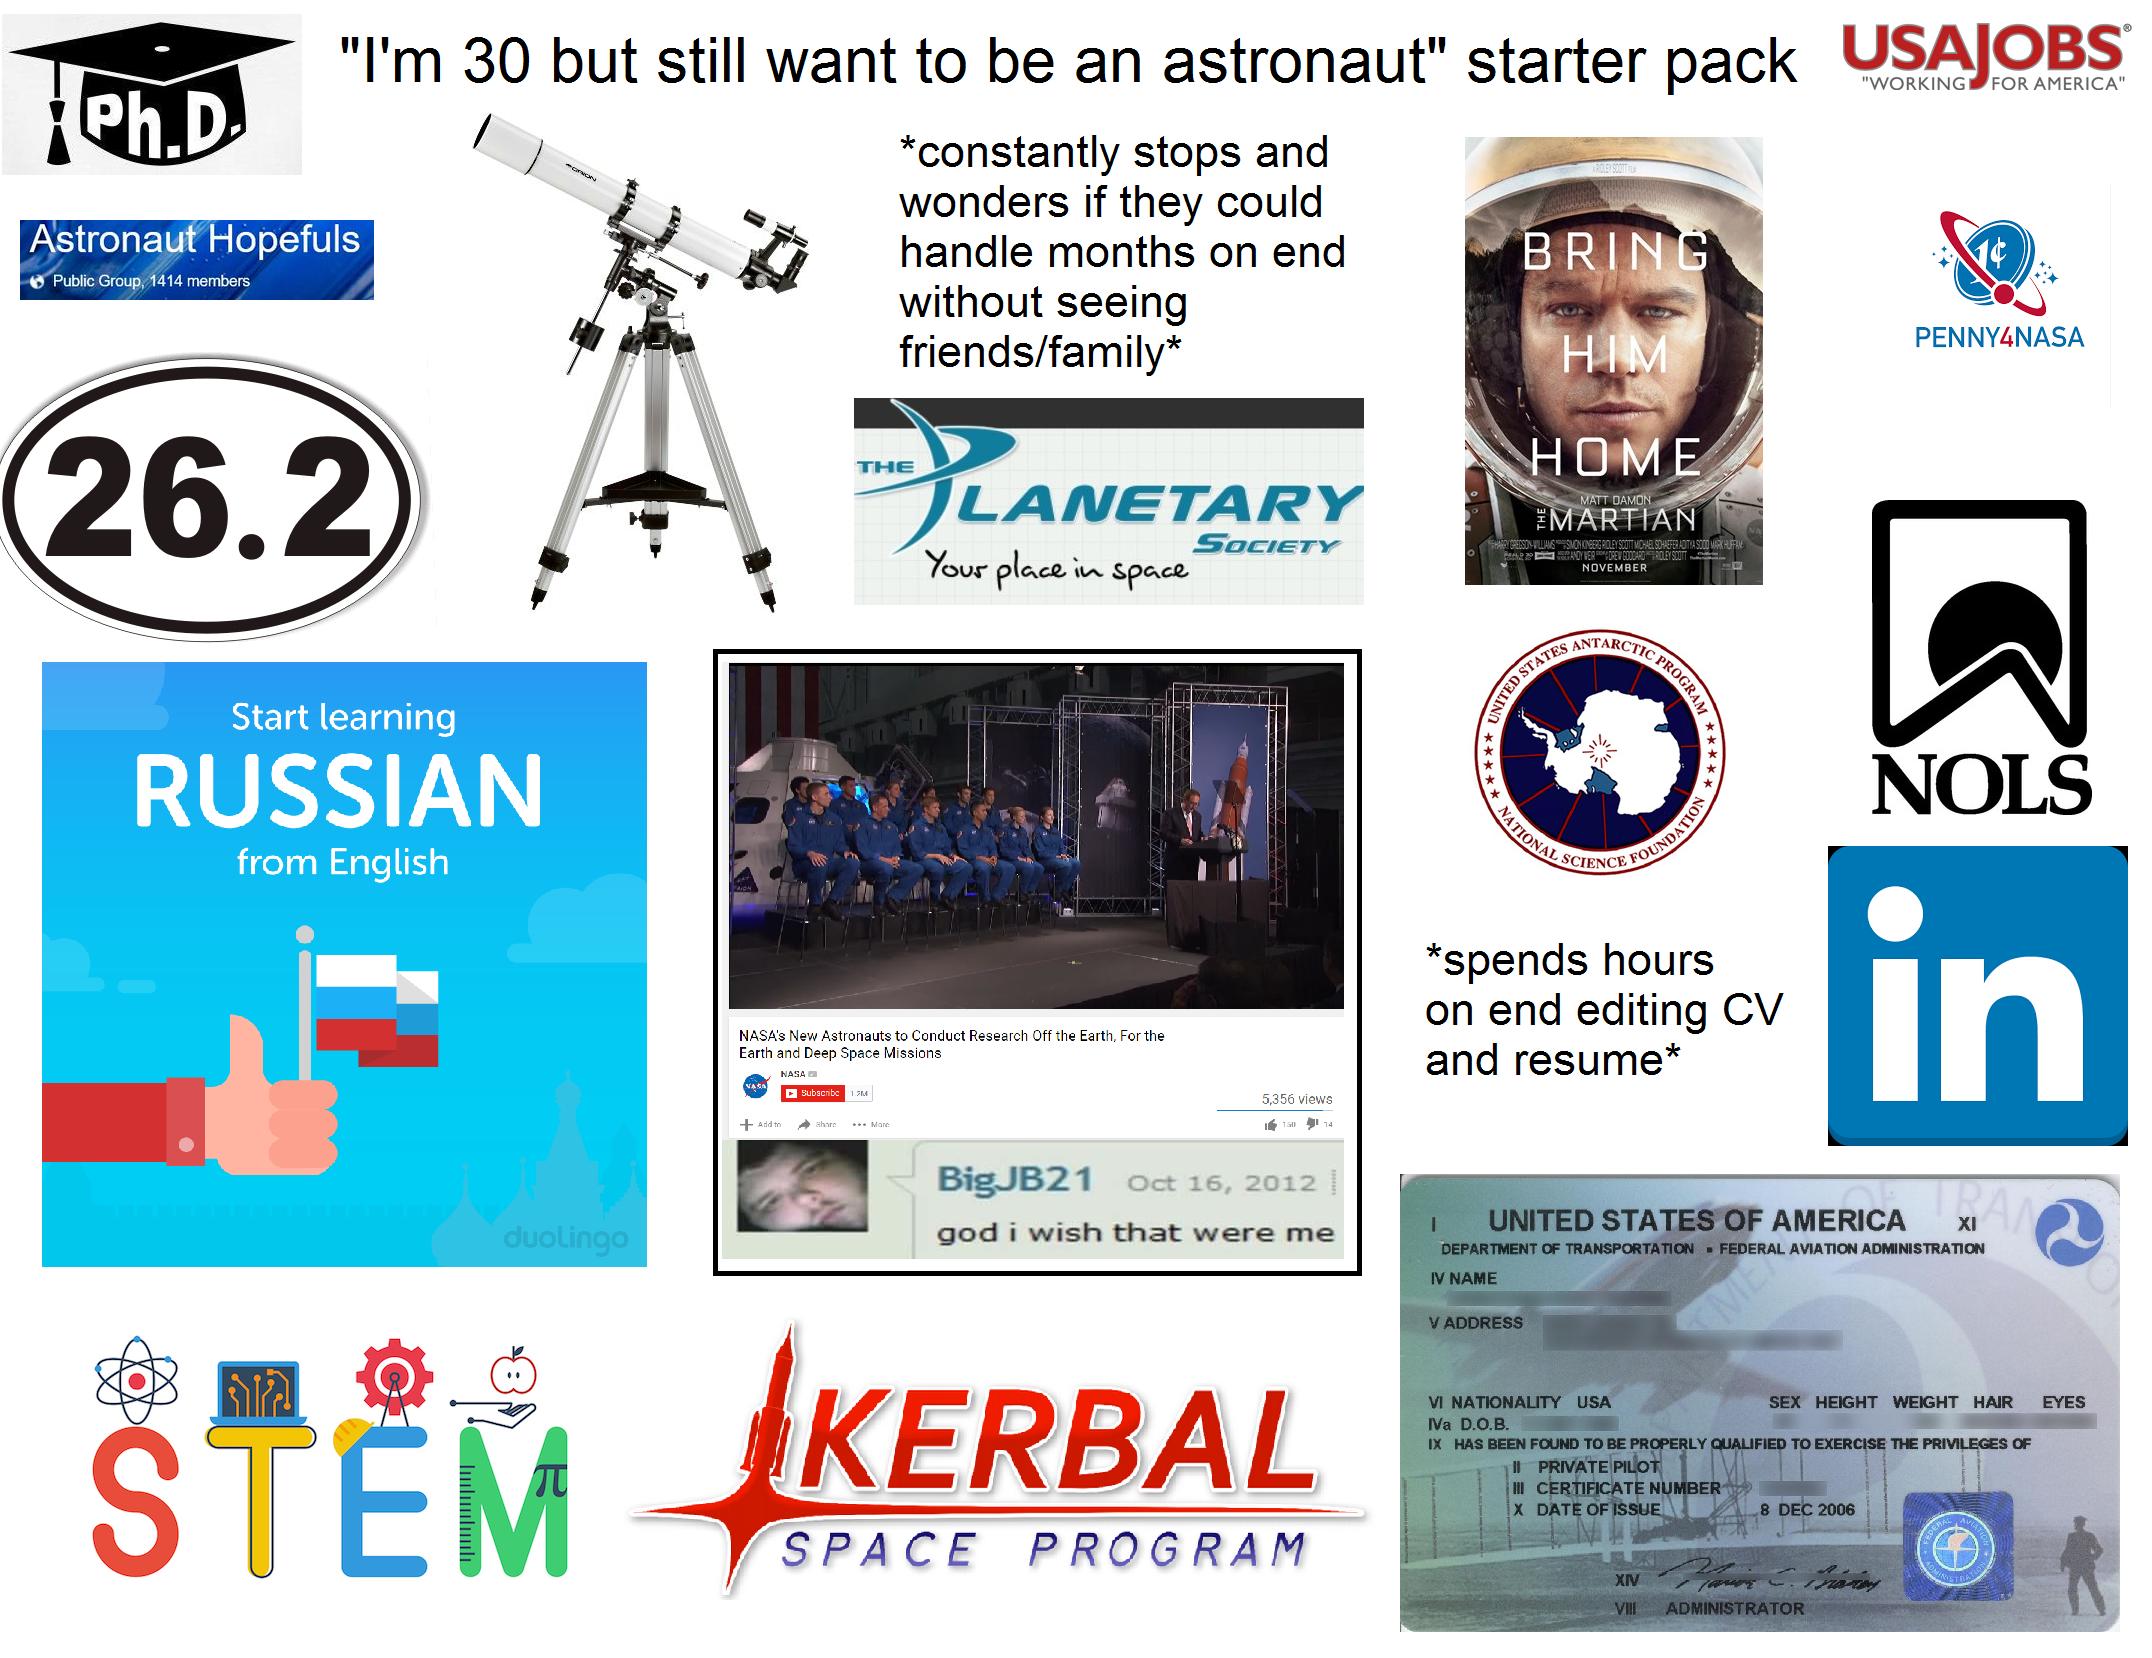 Ph.D.
"I'm 30 but still want to be an astronaut" starter pack
USAJOBS®
"WORKING FOR AMERICA"
Astronaut Hopefuls
Public Group, 1414 members
ORION
*constantly stops and
wonders if they could
handle months on end
without seeing
friends/family*
BRING
HIM
HOME
MATT DAMON
THE MARTIAN
NOVEMBER
1¢
PENNY4NASA
26.2
THE PLANETARY
SOCIETY
Your place in space
UNITED STATES ANTARCTIC PROGRAM
NATIONAL SCIENCE FOUNDATION
NOLS
Start learning
RUSSIAN
from English
duolingo
NASA's New Astronauts to Conduct Research Off the Earth, For the
Earth and Deep Space Missions
NASA
Subscribe 1.2M
5,356 views
Add to Share More 150 14
BigJB21 Oct 16, 2012
god i wish that were me
*spends hours
on end editing CV
and resume*
in
STEM
π
KERBAL
SPACE PROGRAM
I UNITED STATES OF AMERICA XI
DEPARTMENT OF TRANSPORTATION • FEDERAL AVIATION ADMINISTRATION
IV NAME
V ADDRESS
VI NATIONALITY USA SEX HEIGHT WEIGHT HAIR EYES
IVa D.O.B.
IX HAS BEEN FOUND TO BE PROPERLY QUALIFIED TO EXERCISE THE PRIVILEGES OF
II PRIVATE PILOT
III CERTIFICATE NUMBER
X DATE OF ISSUE 8 DEC 2006
XIV
VIII ADMINISTRATOR